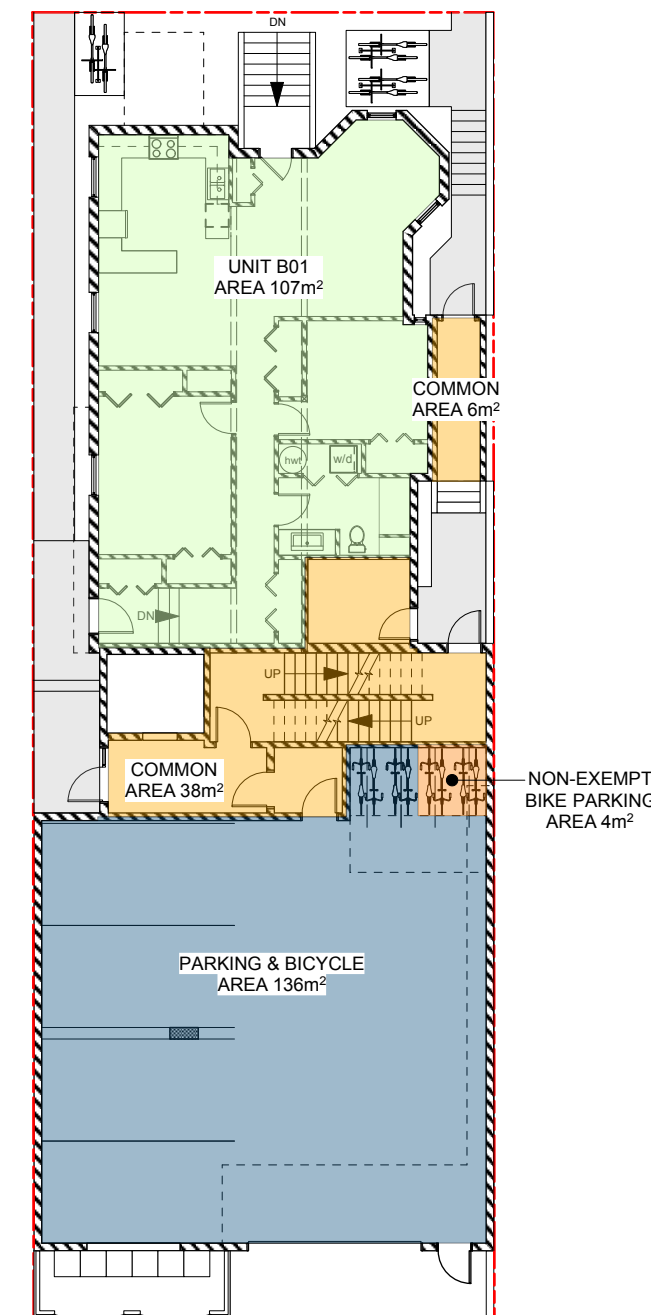 DN
UNIT B01
AREA 107m²
COMMON
AREA 6m²
hwt
w/d
DN
UP
UP
COMMON
AREA 38m²
NON-EXEMPT
BIKE PARKING
AREA 4m²
PARKING & BICYCLE
AREA 136m²